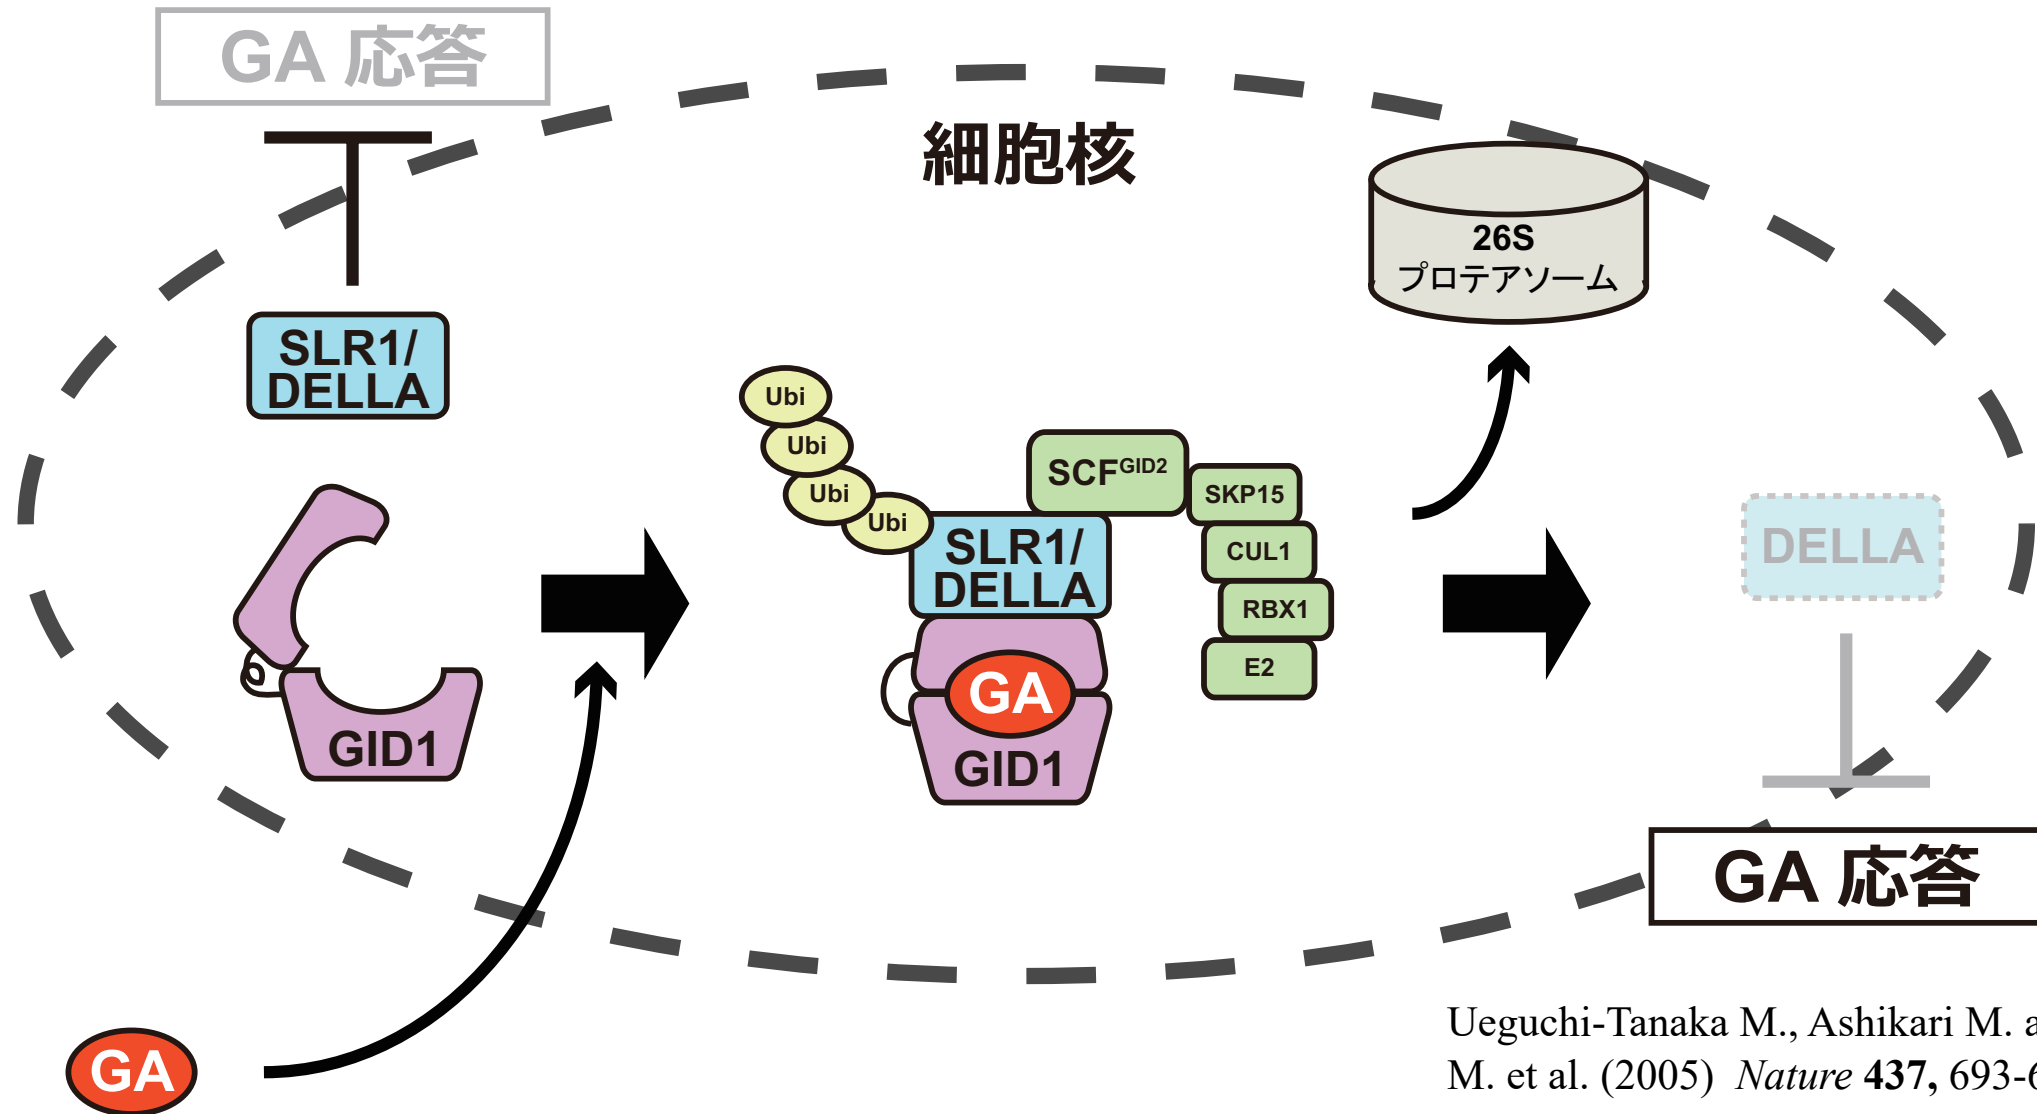 GA 応答
細胞核
26S
プロテアソーム
SLR1/
DELLA
Ubi
Ubi
Ubi
Ubi
SCFGID2
SKP15
CUL1
RBX1
E2
SLR1/
DELLA
GA
GID1
GID1
DELLA
GA 応答
GA
Ueguchi-Tanaka M., Ashikari M.
M. et al. (2005) Nature 437, 693-